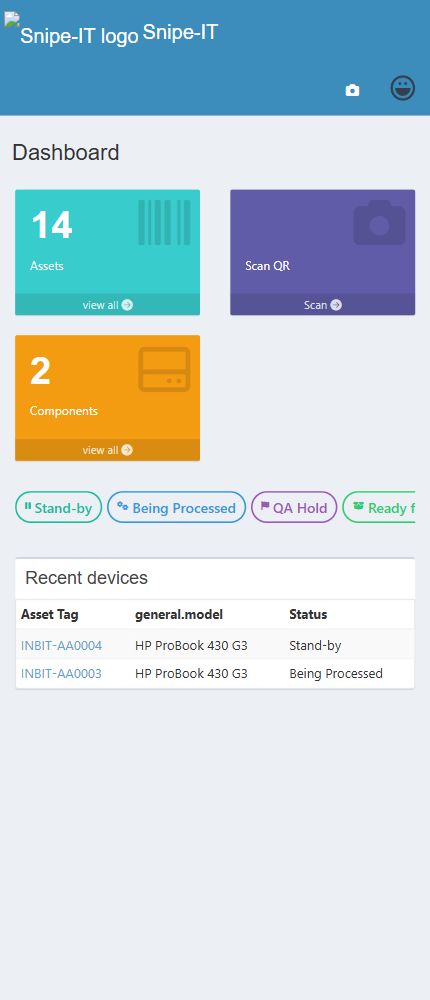 Snipe-IT logo Snipe-IT
Dashboard
14
Assets
view all
Scan QR
Scan
2
Components
view all
Stand-by Being Processed QA Hold Ready f
Recent devices
Asset Tag general.model Status
INBIT-AA0004 HP ProBook 430 G3 Stand-by
INBIT-AA0003 HP ProBook 430 G3 Being Processed